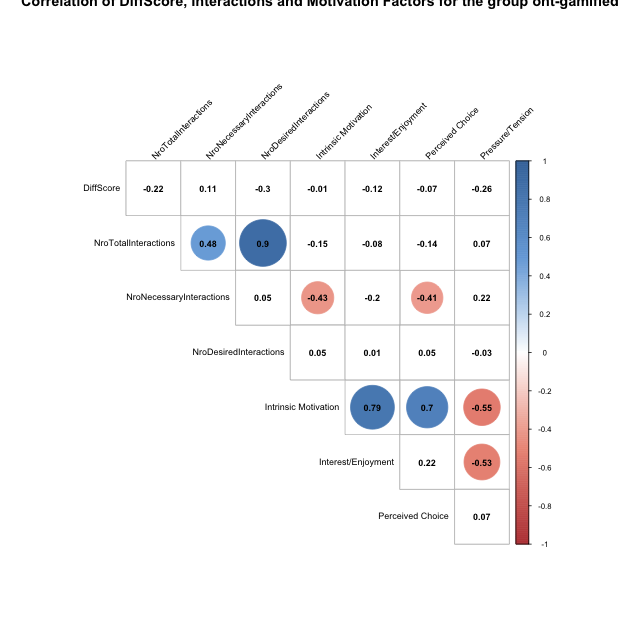 Correlation of DiffScore, Interactions and Motivation Factors for the group ont-gamified
NroTotalInteractions
NroNecessaryInteractions
NroDesiredInteractions
Intrinsic Motivation
Interest/Enjoyment
Perceived Choice
Pressure/Tension
DiffScore -0.22 0.11 -0.3 -0.01 -0.12 -0.07 -0.26
NroTotalInteractions 0.48 0.9 -0.15 -0.08 -0.14 0.07
NroNecessaryInteractions 0.05 -0.43 -0.2 -0.41 0.22
NroDesiredInteractions 0.05 0.01 0.05 -0.03
Intrinsic Motivation 0.79 0.7 -0.55
Interest/Enjoyment 0.22 -0.53
Perceived Choice 0.07
1
0.8
0.6
0.4
0.2
0
-0.2
-0.4
-0.6
-0.8
-1